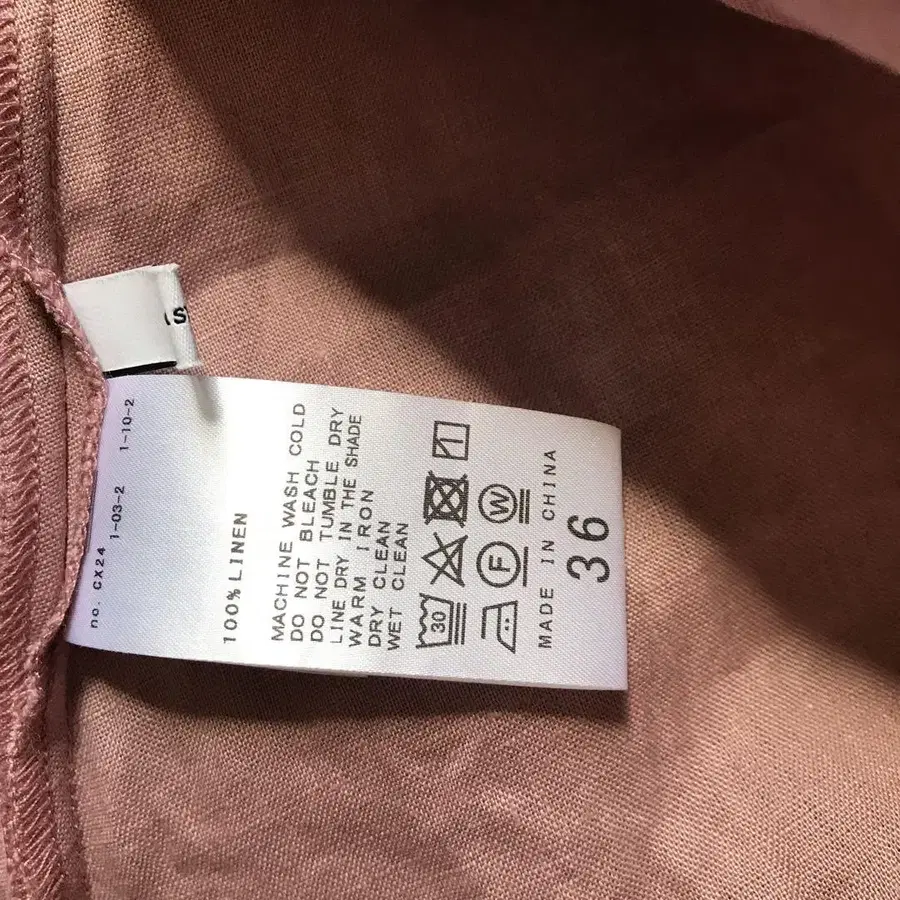 no. CX24 1-03-2 1-10-2
100% LINEN
MACHINE WASH COLD
DO NOT BLEACH
DO NOT TUMBLE DRY
LINE DRY IN THE SHADE
WARM IRON
DRY CLEAN
WET CLEAN
30
F W
MADE IN CHINA
36